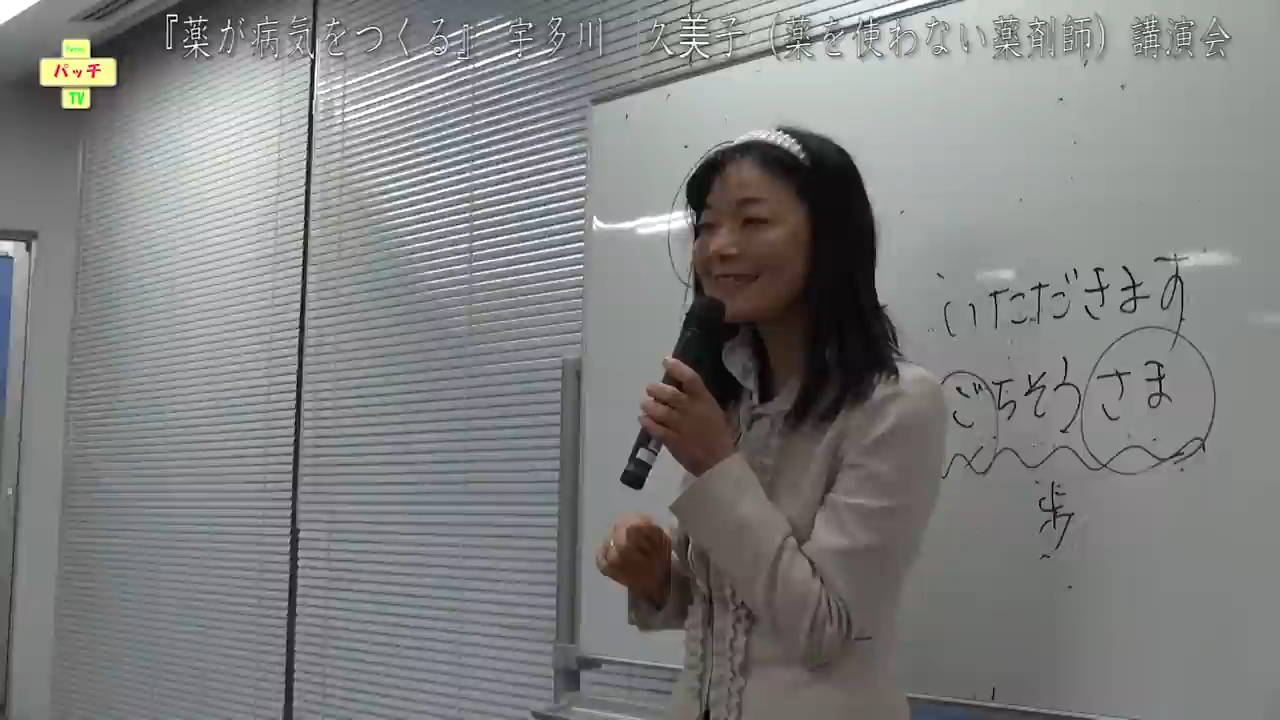 『薬が病気をつくる』 宇多川 久美子（薬を使わない薬剤師）講演会
パッチ
TV
いただきます
ごちそうさま
歩